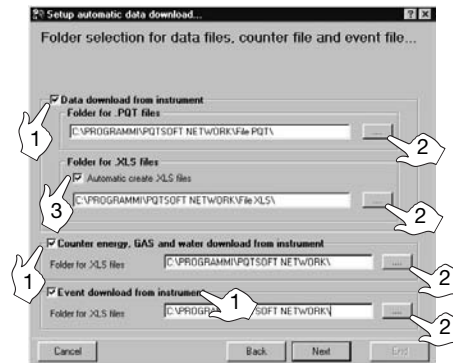 Setup automatic data download...
Folder selection for data files, counter file and event file...
Data download from instrument
Folder for .PQT files
C:\PROGRAMMI\PQTSOFT NETWORK\File PQT\
...
1
2
Folder for .XLS files
Automatic create .XLS files
C:\PROGRAMMI\PQTSOFT NETWORK\File XLS\
...
3
2
Counter energy, GAS and water download from instrument
Folder for .XLS files
C:\PROGRAMMI\PQTSOFT NETWORK\
...
1
2
Event download from instrument
1
Folder for .XLS files
C:\PROGRA SOFT NETWORK\
...
2
Cancel
Back
Next
End